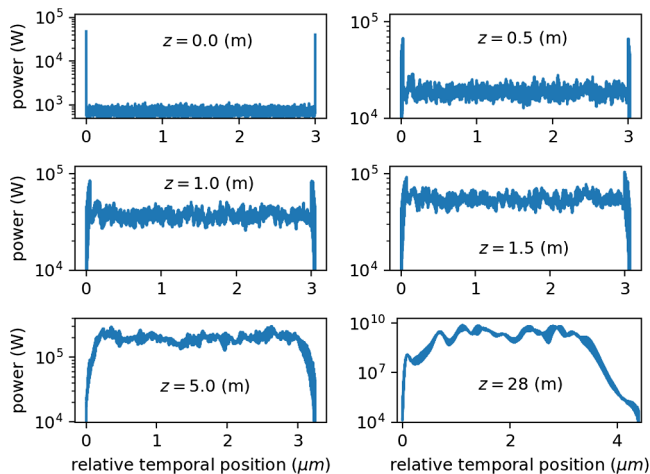 10^5
10^4
10^3
power (W)
z = 0.0 (m)
0 1 2 3
10^5
10^4
z = 0.5 (m)
0 1 2 3
10^5
10^4
power (W)
z = 1.0 (m)
0 1 2 3
10^5
10^4
z = 1.5 (m)
0 1 2 3
10^5
10^4
power (W)
z = 5.0 (m)
0 1 2 3
relative temporal position (μm)
10^10
10^7
10^4
z = 28 (m)
0 2 4
relative temporal position (μm)